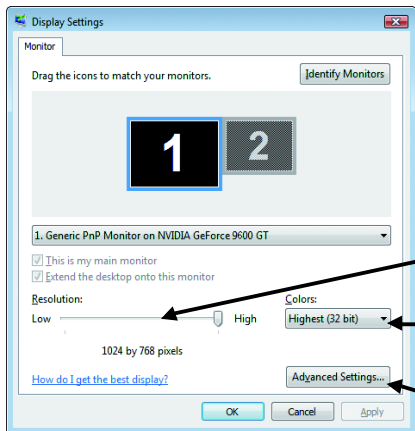 Display Settings
Monitor
Drag the icons to match your monitors.
Identify Monitors
1
2
1. Generic PnP Monitor on NVIDIA GeForce 9600 GT
This is my main monitor
Extend the desktop onto this monitor
Resolution:
Colors:
Low
High
Highest (32 bit)
1024 by 768 pixels
How do I get the best display?
Advanced Settings...
OK
Cancel
Apply